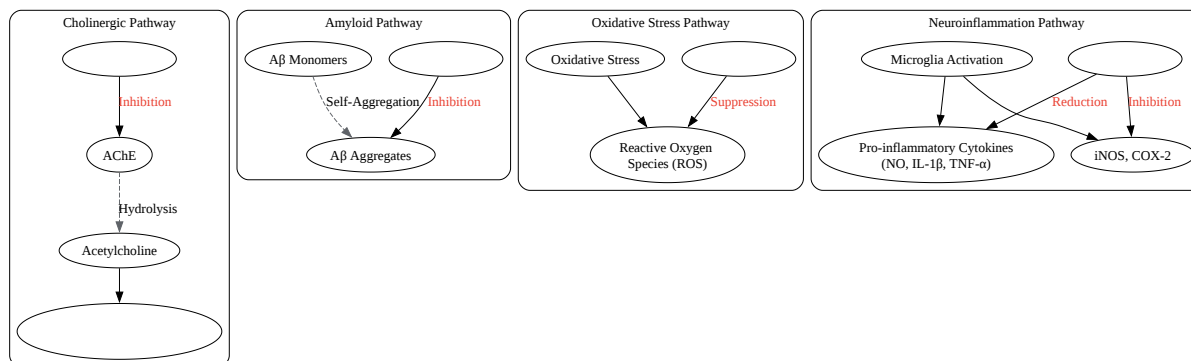 Cholinergic Pathway
Inhibition
AChE
Hydrolysis
Acetylcholine
Amyloid Pathway
Aβ Monomers
Self-Aggregation
Inhibition
Aβ Aggregates
Oxidative Stress Pathway
Oxidative Stress
Suppression
Reactive Oxygen
Species (ROS)
Neuroinflammation Pathway
Microglia Activation
Reduction
Inhibition
Pro-inflammatory Cytokines
(NO, IL-1β, TNF-α)
iNOS, COX-2